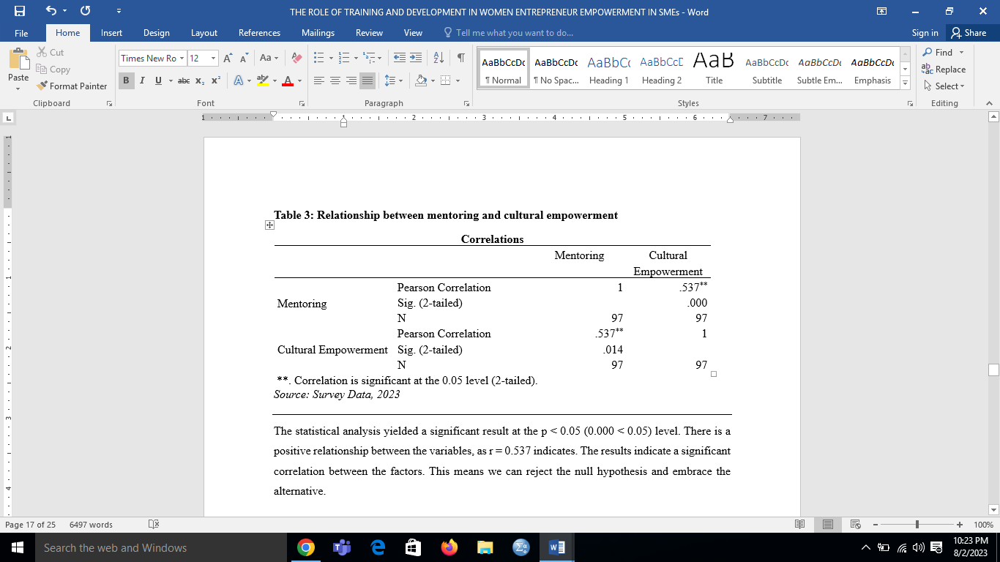 THE ROLE OF TRAINING AND DEVELOPMENT IN WOMEN ENTREPRENEUR EMPOWERMENT IN SMEs - Word
File Home Insert Design Layout References Mailings Review View Tell me what you want to do... Sign in Share
Paste
Cut
Copy
Format Painter
Clipboard
Times New Ro 12
Font
Paragraph
AaBbCcDc ¶ Normal
AaBbCcDc ¶ No Spac...
AaBbCc Heading 1
AaBbCcD Heading 2
AaB Title
AaBbCcDc Subtitle
AaBbCcDc Subtle Em...
AaBbCcDc Emphasis
Styles
Find
Replace
Select
Editing
1 1 2 3 4 5 6 7
Table 3: Relationship between mentoring and cultural empowerment
Correlations
Mentoring Cultural
Empowerment
Pearson Correlation 1 .537**
Mentoring Sig. (2-tailed) .000
N 97 97
Pearson Correlation .537** 1
Cultural Empowerment Sig. (2-tailed) .014
N 97 97
**. Correlation is significant at the 0.05 level (2-tailed).
Source: Survey Data, 2023
The statistical analysis yielded a significant result at the p < 0.05 (0.000 < 0.05) level. There is a
positive relationship between the variables, as r = 0.537 indicates. The results indicate a significant
correlation between the factors. This means we can reject the null hypothesis and embrace the
alternative.
Page 17 of 25 6497 words 100%
Search the web and Windows
10:23 PM
8/2/2023